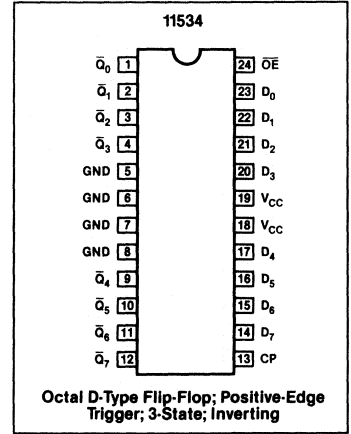 11534
Q̅0 1 24 O̅E̅
Q̅1 2 23 D0
Q̅2 3 22 D1
Q̅3 4 21 D2
GND 5 20 D3
GND 6 19 VCC
GND 7 18 VCC
GND 8 17 D4
Q̅4 9 16 D5
Q̅5 10 15 D6
Q̅6 11 14 D7
Q̅7 12 13 CP
Octal D-Type Flip-Flop; Positive-Edge
Trigger; 3-State; Inverting